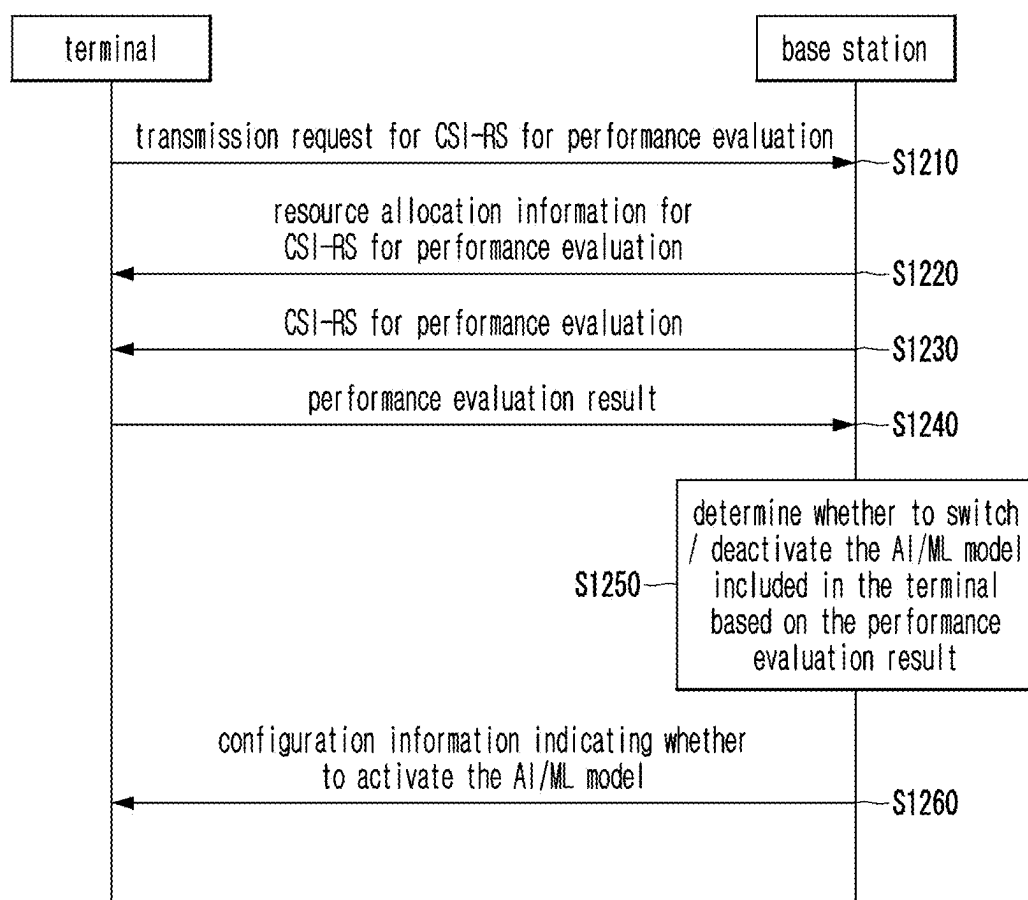 terminal
base station
transmission request for CSI-RS for performance evaluation
S1210
resource allocation information for
CSI-RS for performance evaluation
S1220
CSI-RS for performance evaluation
S1230
performance evaluation result
S1240
determine whether to switch
/ deactivate the AI/ML model
included in the terminal
based on the performance
evaluation result
S1250
configuration information indicating whether
to activate the AI/ML model
S1260